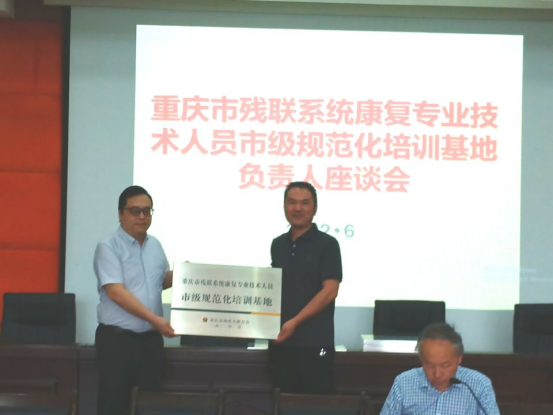 重庆市残联系统康复专业技
术人员市级规范化培训基地
负责人座谈会
2•6
重庆市残联系统康复专业技术人员
市级规范化培训基地